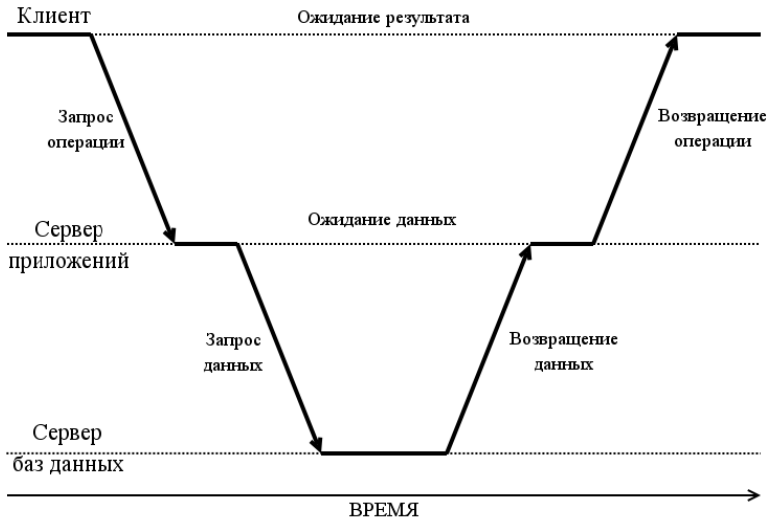 Клиент
Ожидание результата
Запрос
операции
Возвращение
операции
Сервер
приложений
Ожидание данных
Запрос
данных
Возвращение
данных
Сервер
баз данных
ВРЕМЯ